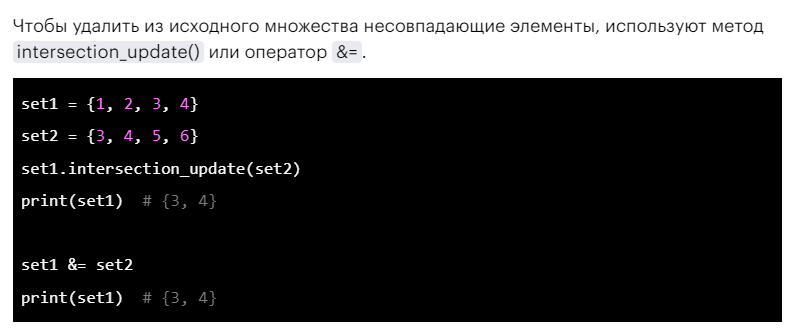 Чтобы удалить из исходного множества несовпадающие элементы, используют метод
intersection_update() или оператор &=.
set1 = {1, 2, 3, 4}
set2 = {3, 4, 5, 6}
set1.intersection_update(set2)
print(set1)  # {3, 4}
set1 &= set2
print(set1)  # {3, 4}